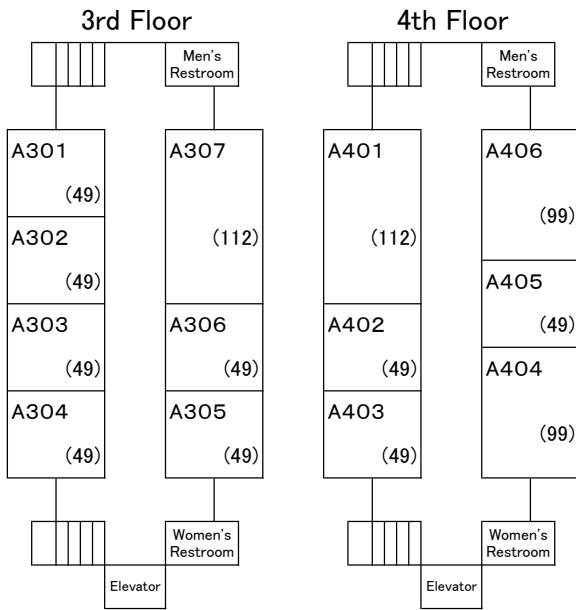 3rd Floor
Men's
Restroom
A301
(49)
A302
(49)
A303
(49)
A304
(49)
A307
(112)
A306
(49)
A305
(49)
Women's
Restroom
Elevator
4th Floor
Men's
Restroom
A401
(112)
A402
(49)
A403
(49)
A406
(99)
A405
(49)
A404
(99)
Women's
Restroom
Elevator